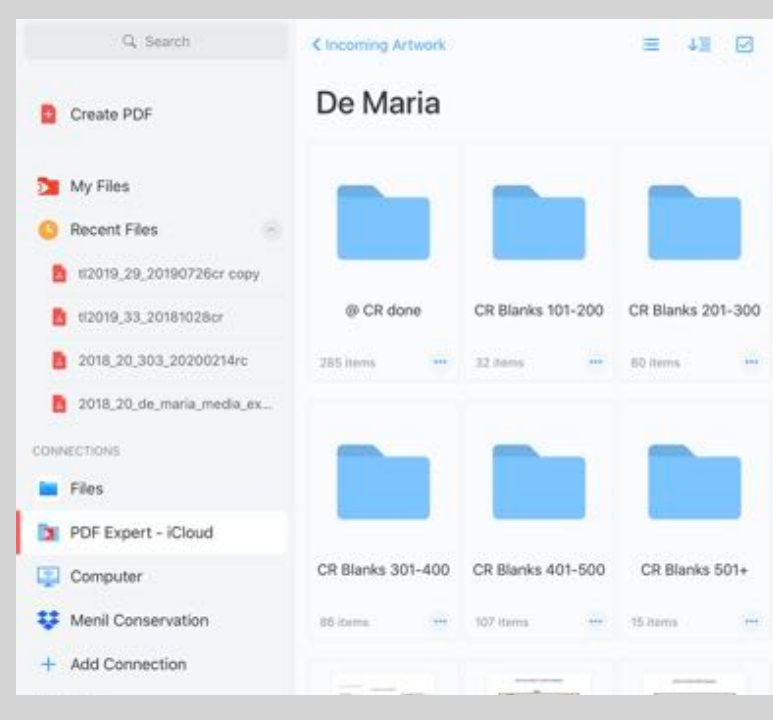 Search
Create PDF
My Files
Recent Files
tl2019_29_20190726cr copy
tl2019_33_20181028cr
2018_20_303_20200214rc
2018_20_de_maria_media_ex...
CONNECTIONS
Files
PDF Expert - iCloud
Computer
Menil Conservation
Add Connection
Incoming Artwork
De Maria
@ CR done
CR Blanks 101-200
CR Blanks 201-300
285 items
32 items
60 items
CR Blanks 301-400
CR Blanks 401-500
CR Blanks 501+
86 items
107 items
15 items